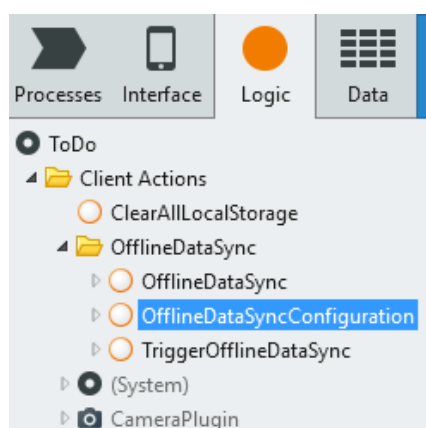 Processes Interface Logic Data
ToDo
Client Actions
ClearAllLocalStorage
OfflineDataSync
OfflineDataSync
OfflineDataSyncConfiguration
TriggerOfflineDataSync
(System)
CameraPlugin